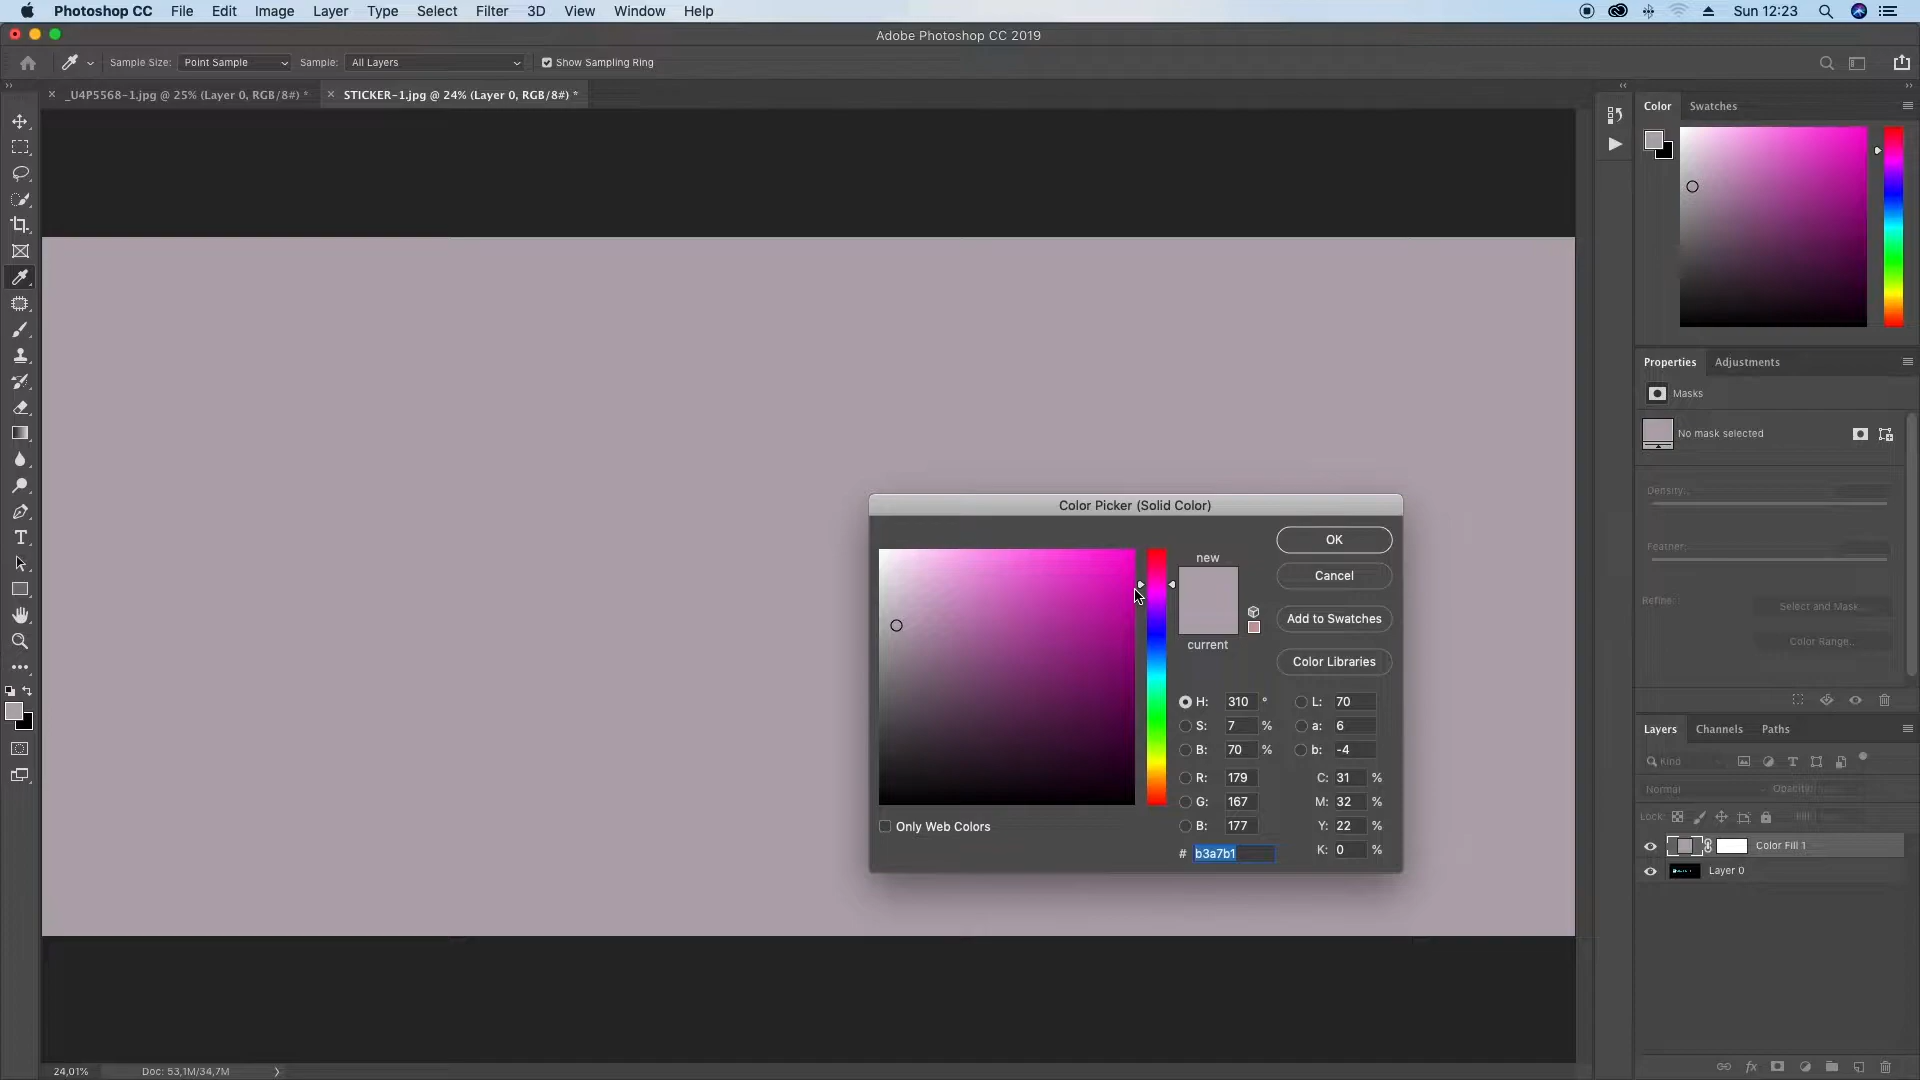 Photoshop CC File Edit Image Layer Type Select Filter 3D View Window Help Sun 12:23
Adobe Photoshop CC 2019
Sample Size: Point Sample Sample: All Layers Show Sampling Ring
_U4P5568-1.jpg @ 25% (Layer 0, RGB/8#) * STICKER-1.jpg @ 24% (Layer 0, RGB/8#) *
Color Swatches
Properties Adjustments
Masks
No mask selected
Density:
Feather:
Refine:
Select and Mask...
Color Range...
Color Picker (Solid Color)
new
current
OK
Cancel
Add to Swatches
Color Libraries
H: 310 ° L: 70
S: 7 % a: 6
B: 70 % b: -4
R: 179 C: 31 %
G: 167 M: 32 %
B: 177 Y: 22 %
# b3a7b1 K: 0 %
Only Web Colors
Layers Channels Paths
Kind
Normal Opacity:
Lock: Fill:
Color Fill 1
Layer 0
24,01% Doc: 53,1M/34,7M